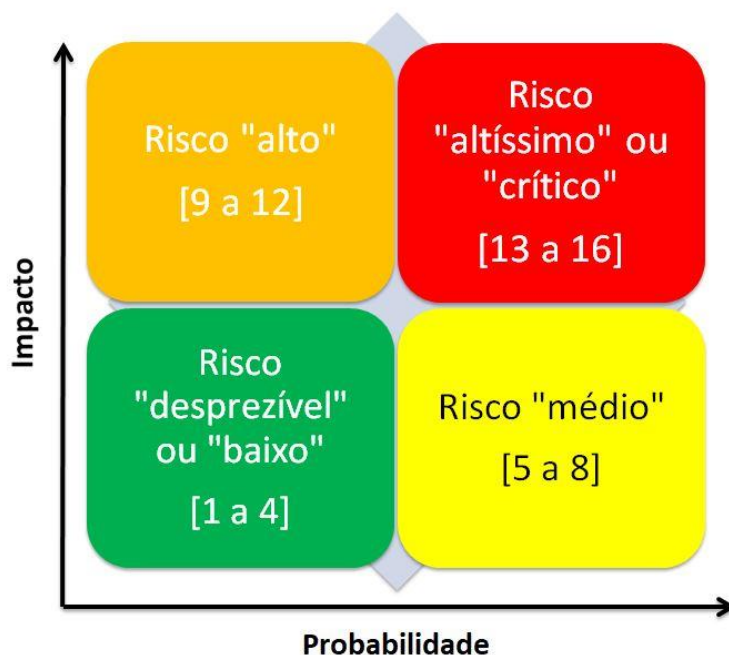 Impacto
Risco "alto"
[9 a 12]
Risco
"altíssimo" ou
"crítico"
[13 a 16]
Risco
"desprezível"
ou "baixo"
[1 a 4]
Risco "médio"
[5 a 8]
Probabilidade